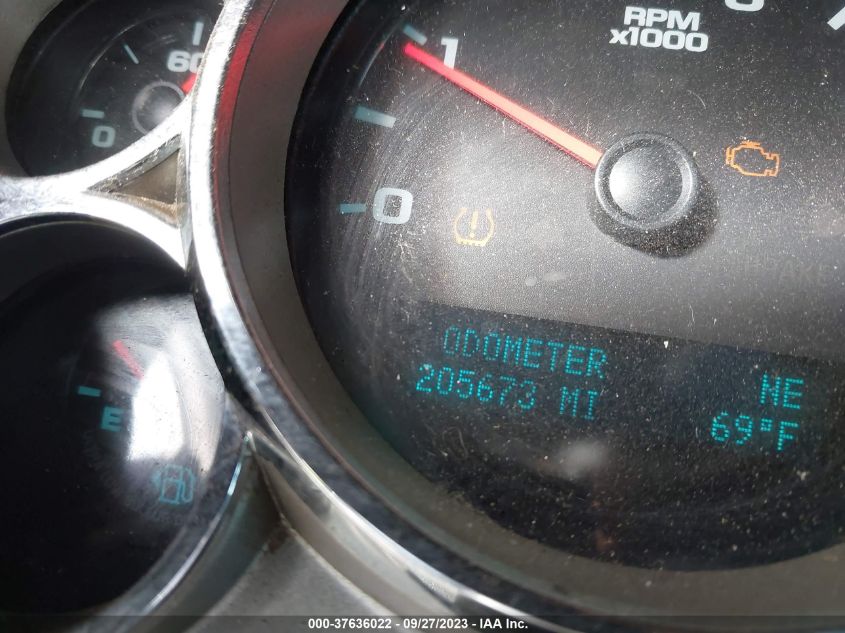 RPM
x1000
60
1
0
0
ODOMETER
205673 MI
NE
69°F
E
000-37636022 - 09/27/2023 - IAA Inc.